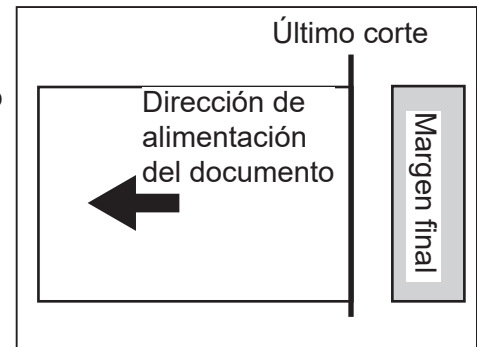 Último corte
Dirección de
alimentación
del documento
Margen final